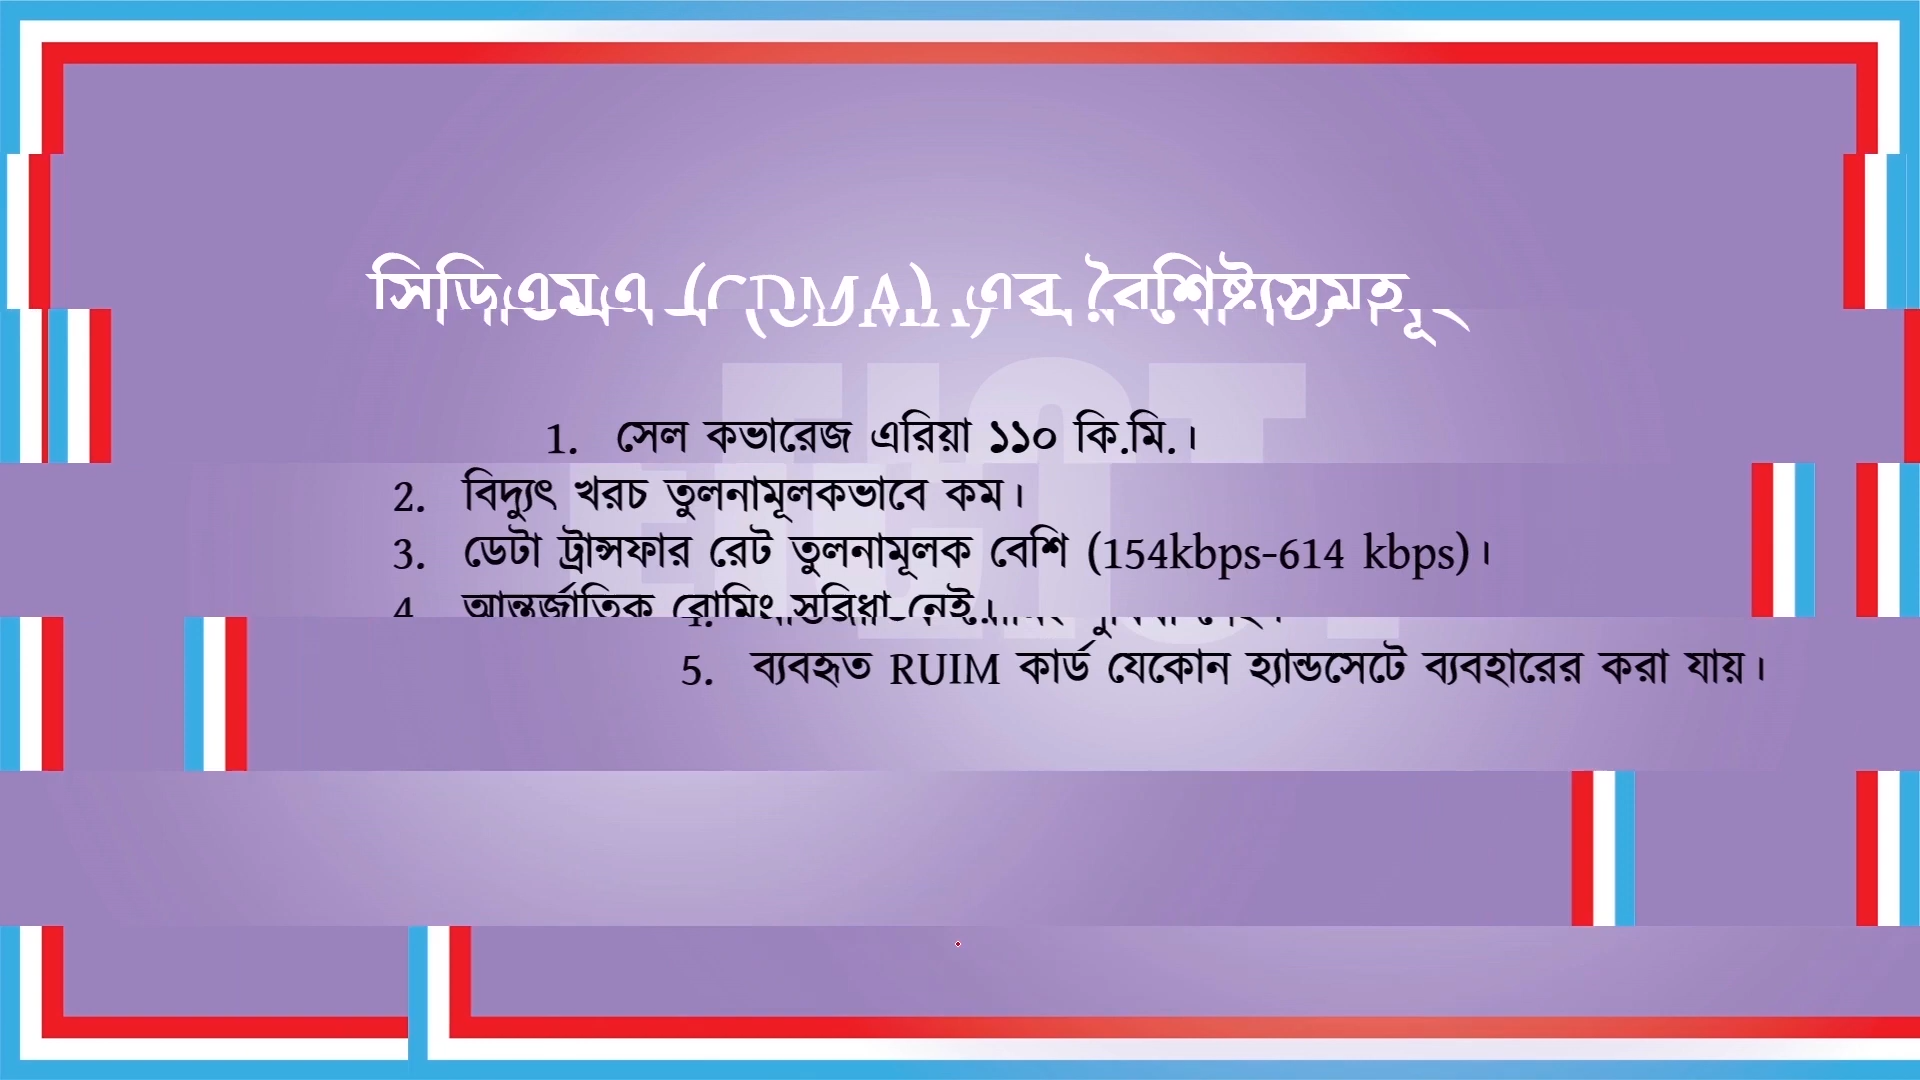 সিডিএমএ (CDMA) এর বৈশিষ্ট্যসমূহ
1. সেল কভারেজ এরিয়া ১১০ কি.মি.।
2. বিদ্যুৎ খরচ তুলনামূলকভাবে কম।
3. ডেটা ট্রান্সফার রেট তুলনামূলক বেশি (154kbps-614 kbps)।
4. আন্তর্জাতিক রোমিং সুবিধা নেই।
5. ব্যবহৃত RUIM কার্ড যেকোন হ্যান্ডসেটে ব্যবহারের করা যায়।